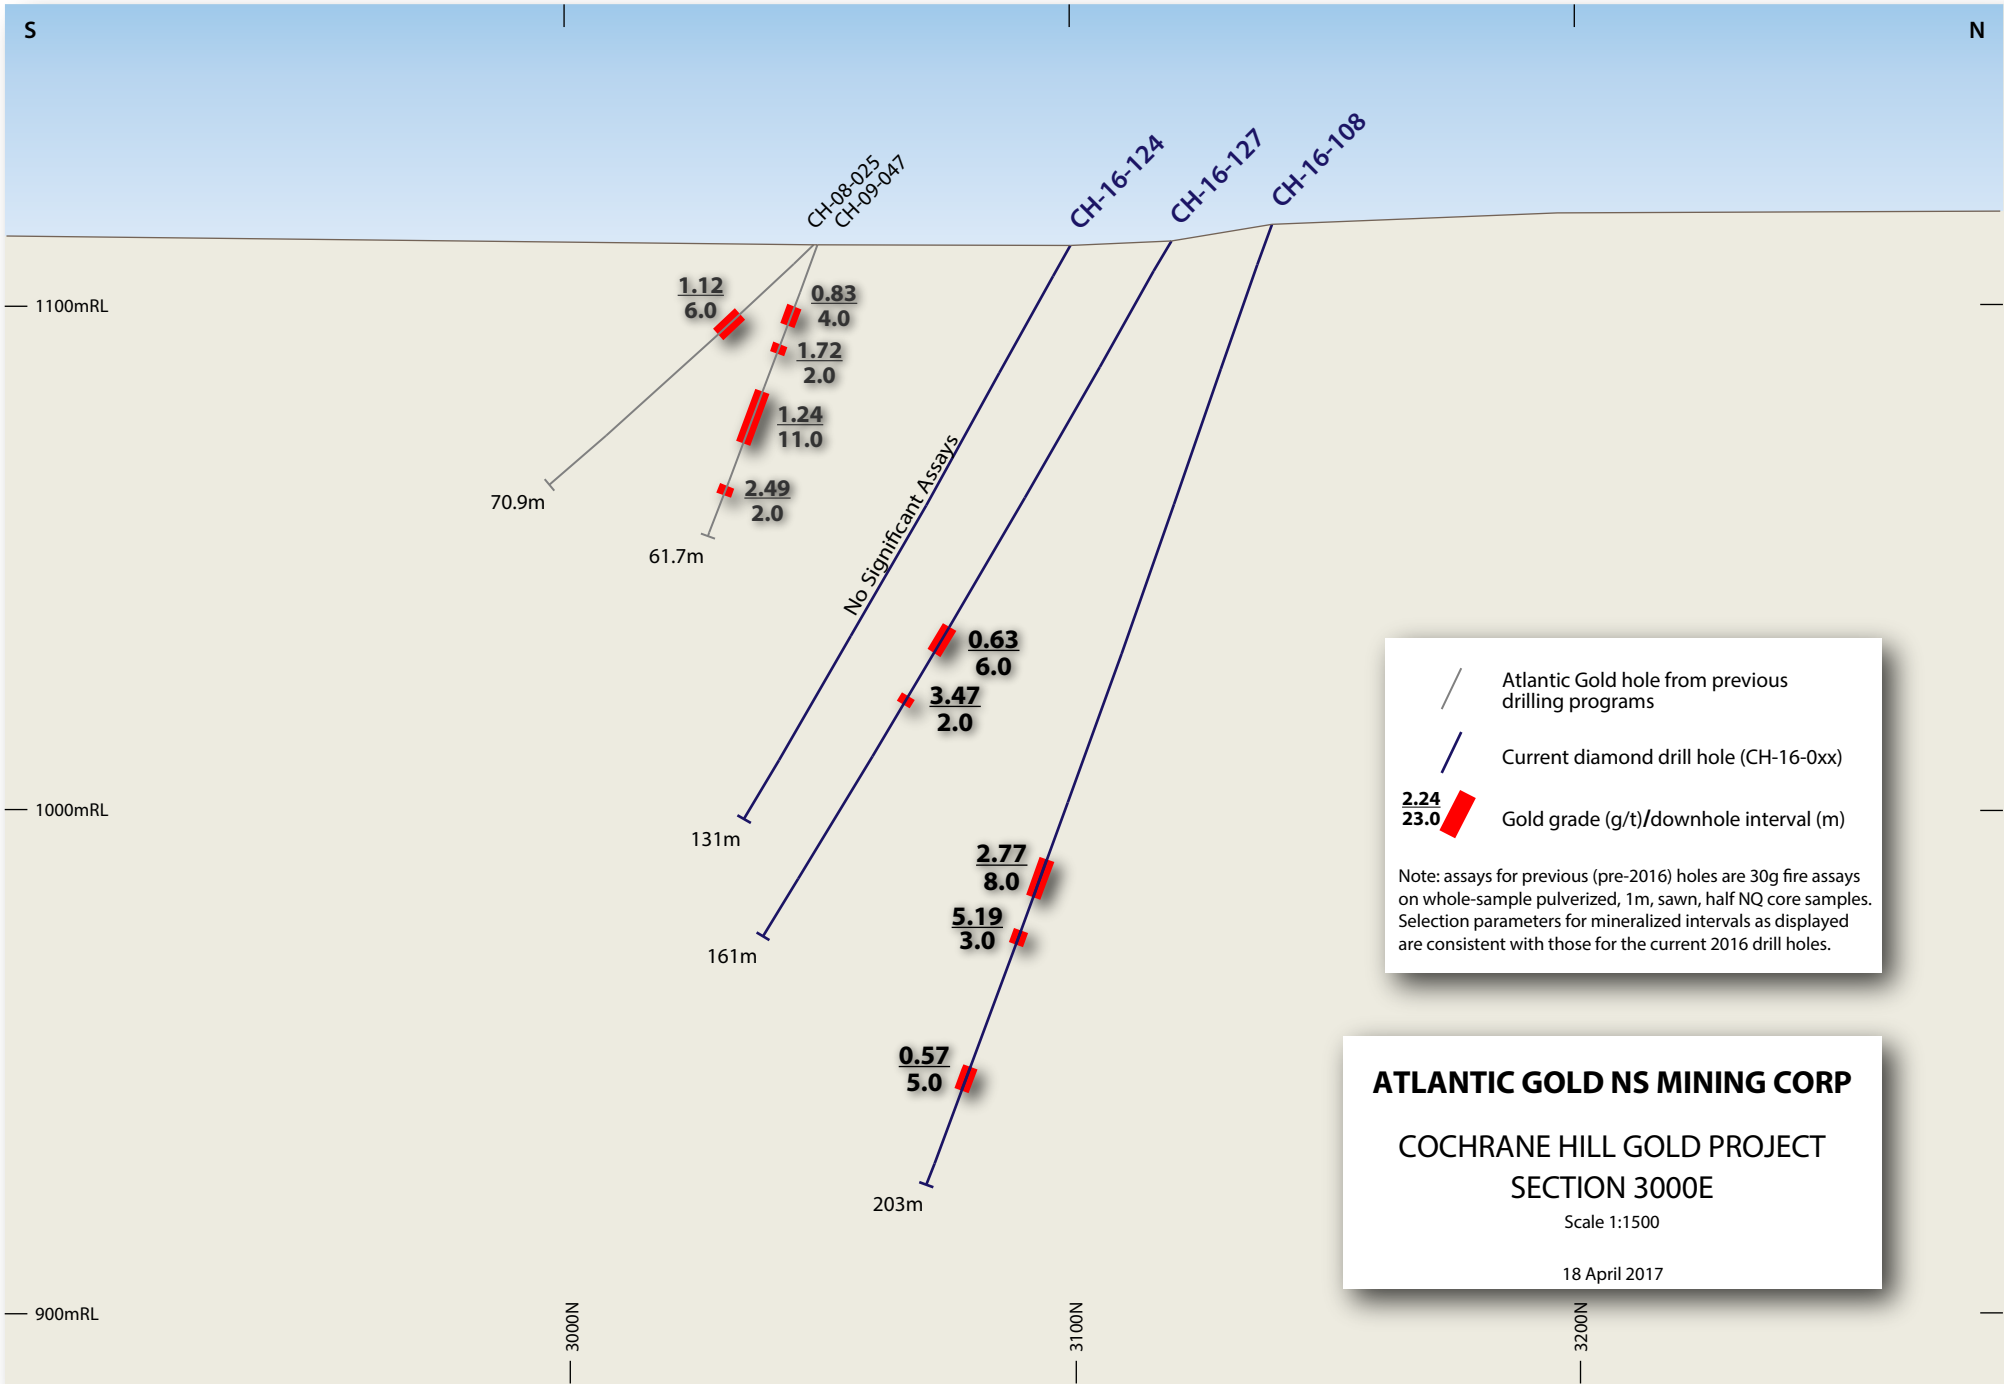 S
N
CH-08-025
CH-09-047
CH-16-124
CH-16-127
CH-16-108
1100mRL
1.12
6.0
0.83
4.0
1.72
2.0
1.24
11.0
2.49
2.0
70.9m
61.7m
No Significant Assays
0.63
6.0
3.47
2.0
1000mRL
131m
161m
2.77
8.0
5.19
3.0
0.57
5.0
203m
Atlantic Gold hole from previous
drilling programs
Current diamond drill hole (CH-16-0xx)
2.24
23.0
Gold grade (g/t)/downhole interval (m)
Note: assays for previous (pre-2016) holes are 30g fire assays
on whole-sample pulverized, 1m, sawn, half NQ core samples.
Selection parameters for mineralized intervals as displayed
are consistent with those for the current 2016 drill holes.
ATLANTIC GOLD NS MINING CORP
COCHRANE HILL GOLD PROJECT
SECTION 3000E
Scale 1:1500
18 April 2017
900mRL
3000N
3100N
3200N